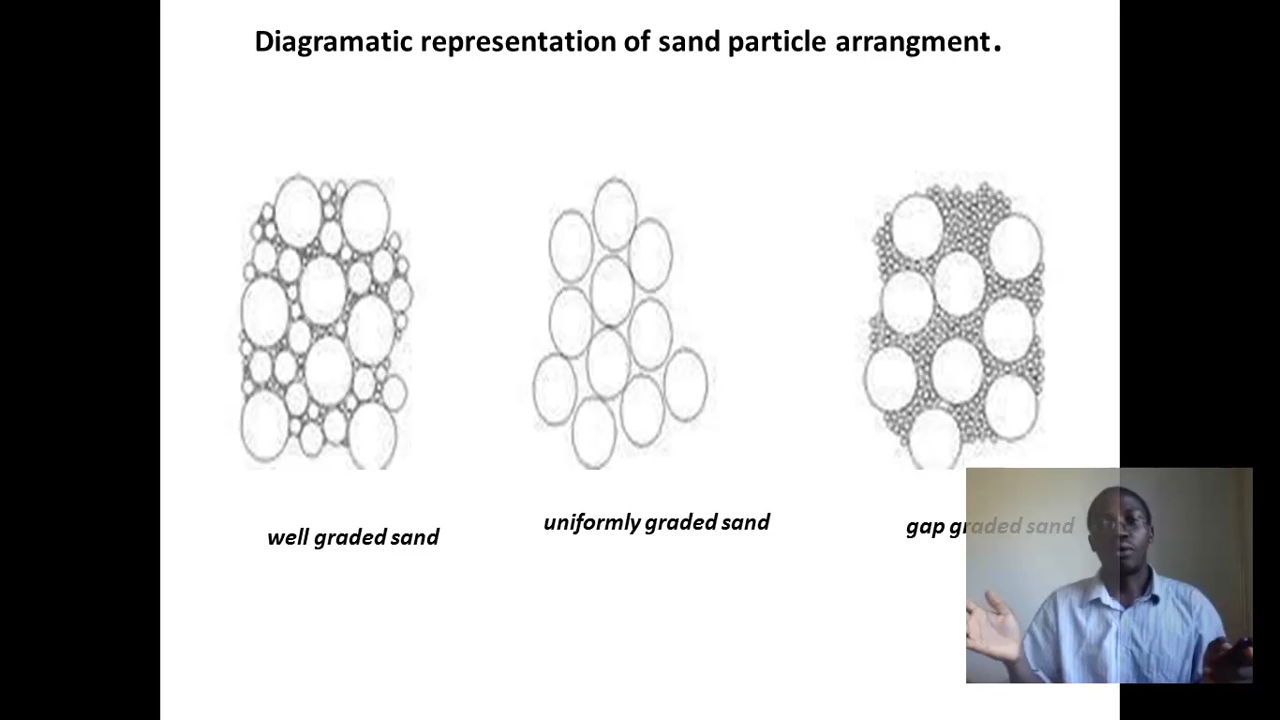 Diagramatic representation of sand particle arrangment.
well graded sand
uniformly graded sand
gap graded sand